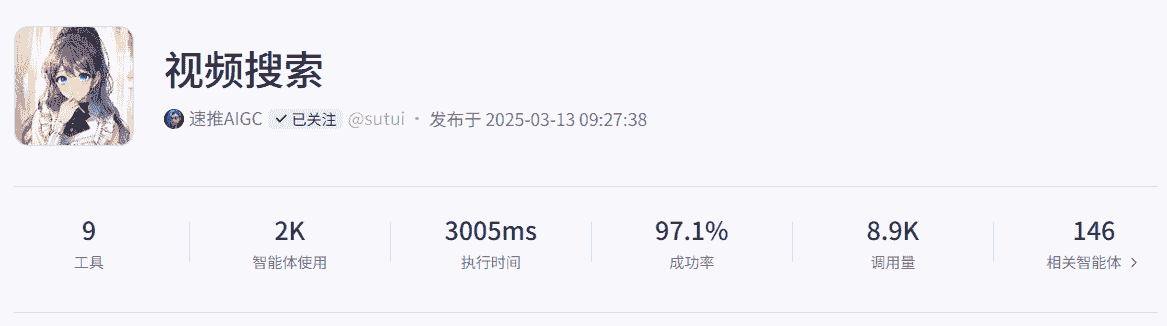 视频搜索
速推AIGC 已关注 @sutui · 发布于 2025-03-13 09:27:38
9 2K 3005ms 97.1% 8.9K 146
工具 智能体使用 执行时间 成功率 调用量 相关智能体